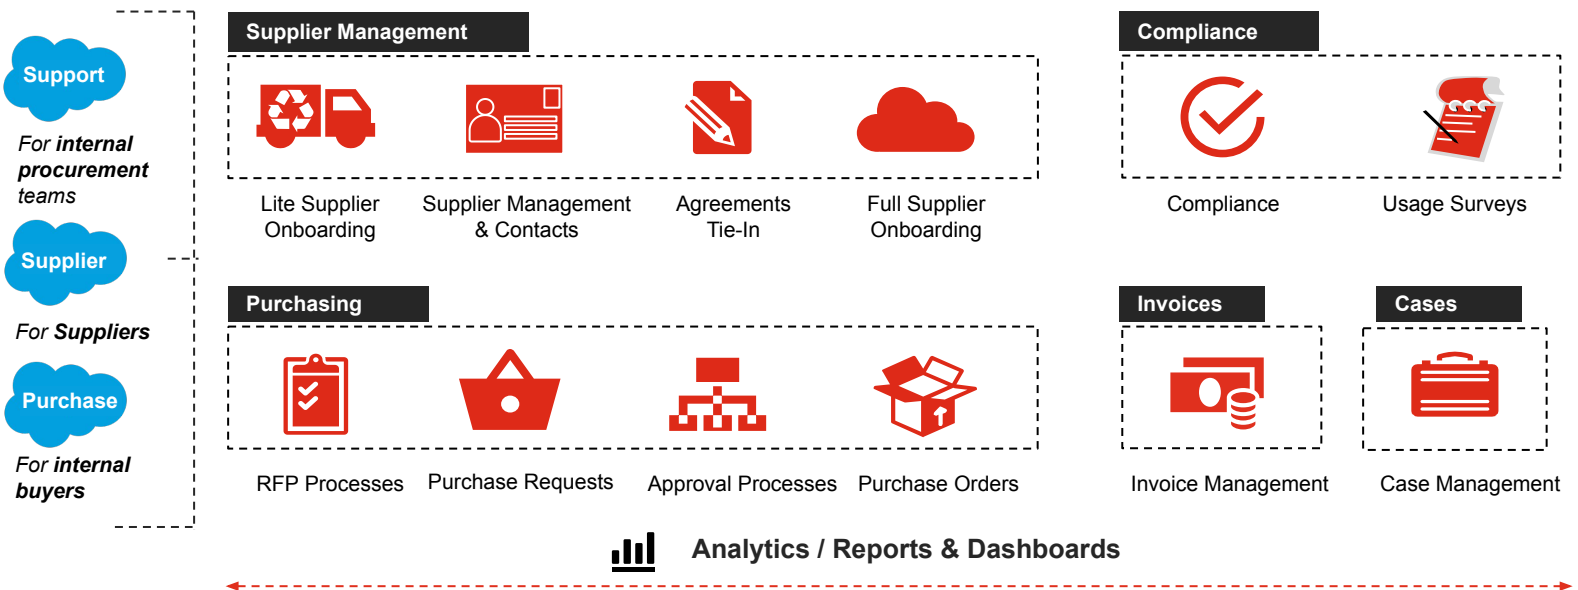 Support
For internal
procurement
teams
Supplier
For Suppliers
Purchase
For internal
buyers
Supplier Management
Lite Supplier
Onboarding
Supplier Management
& Contacts
Agreements
Tie-In
Full Supplier
Onboarding
Compliance
Compliance
Usage Surveys
Purchasing
RFP Processes
Purchase Requests
Approval Processes
Purchase Orders
Invoices
Invoice Management
Cases
Case Management
Analytics / Reports & Dashboards